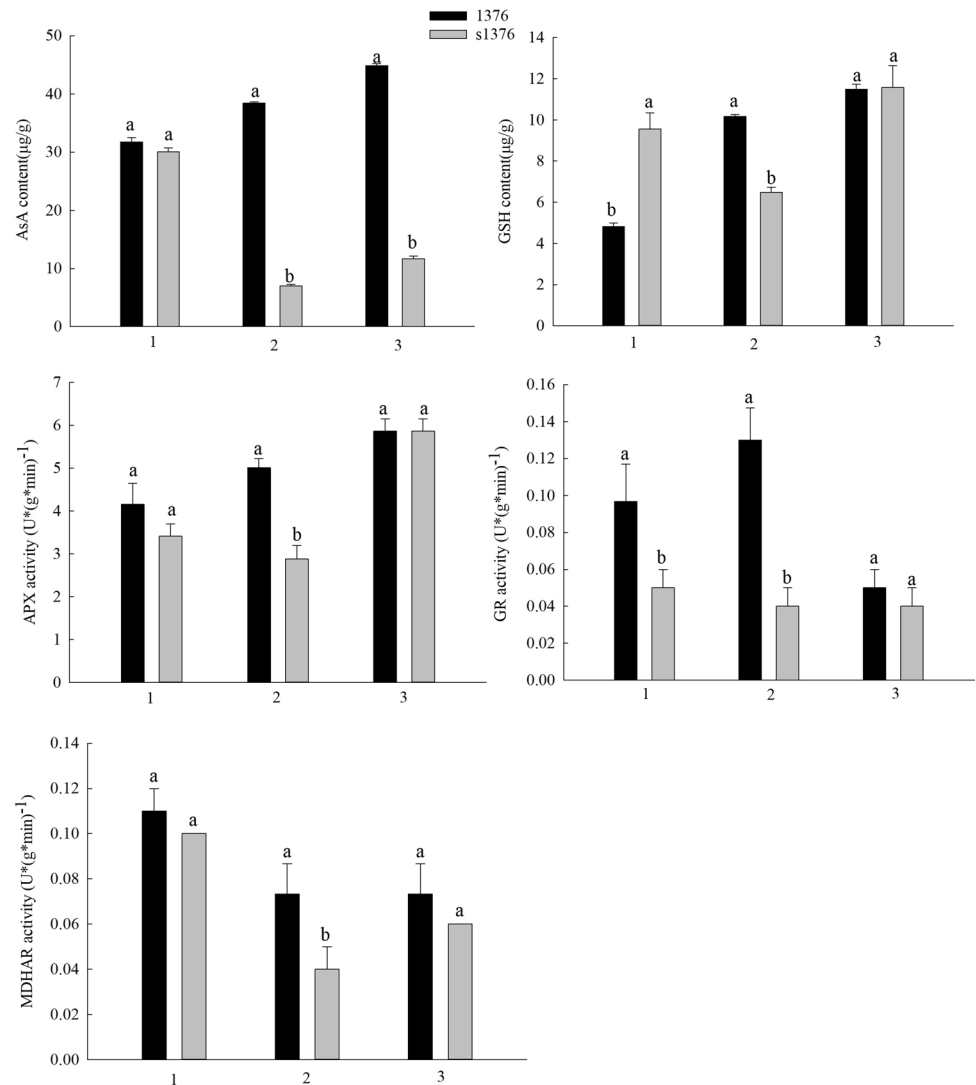 1376
s1376
AsA content(µg/g)
50
40
30
20
10
0
a
a
a
b
a
b
1
2
3
GSH content(µg/g)
14
12
10
8
6
4
2
0
b
a
a
b
a
a
1
2
3
APX activity (U*(g*min)-1)
7
6
5
4
3
2
1
0
a
a
a
b
a
a
1
2
3
GR activity (U*(g*min)-1)
0.16
0.14
0.12
0.10
0.08
0.06
0.04
0.02
0.00
a
b
a
b
a
a
1
2
3
MDHAR activity (U*(g*min)-1)
0.14
0.12
0.10
0.08
0.06
0.04
0.02
0.00
a
a
a
b
a
a
1
2
3